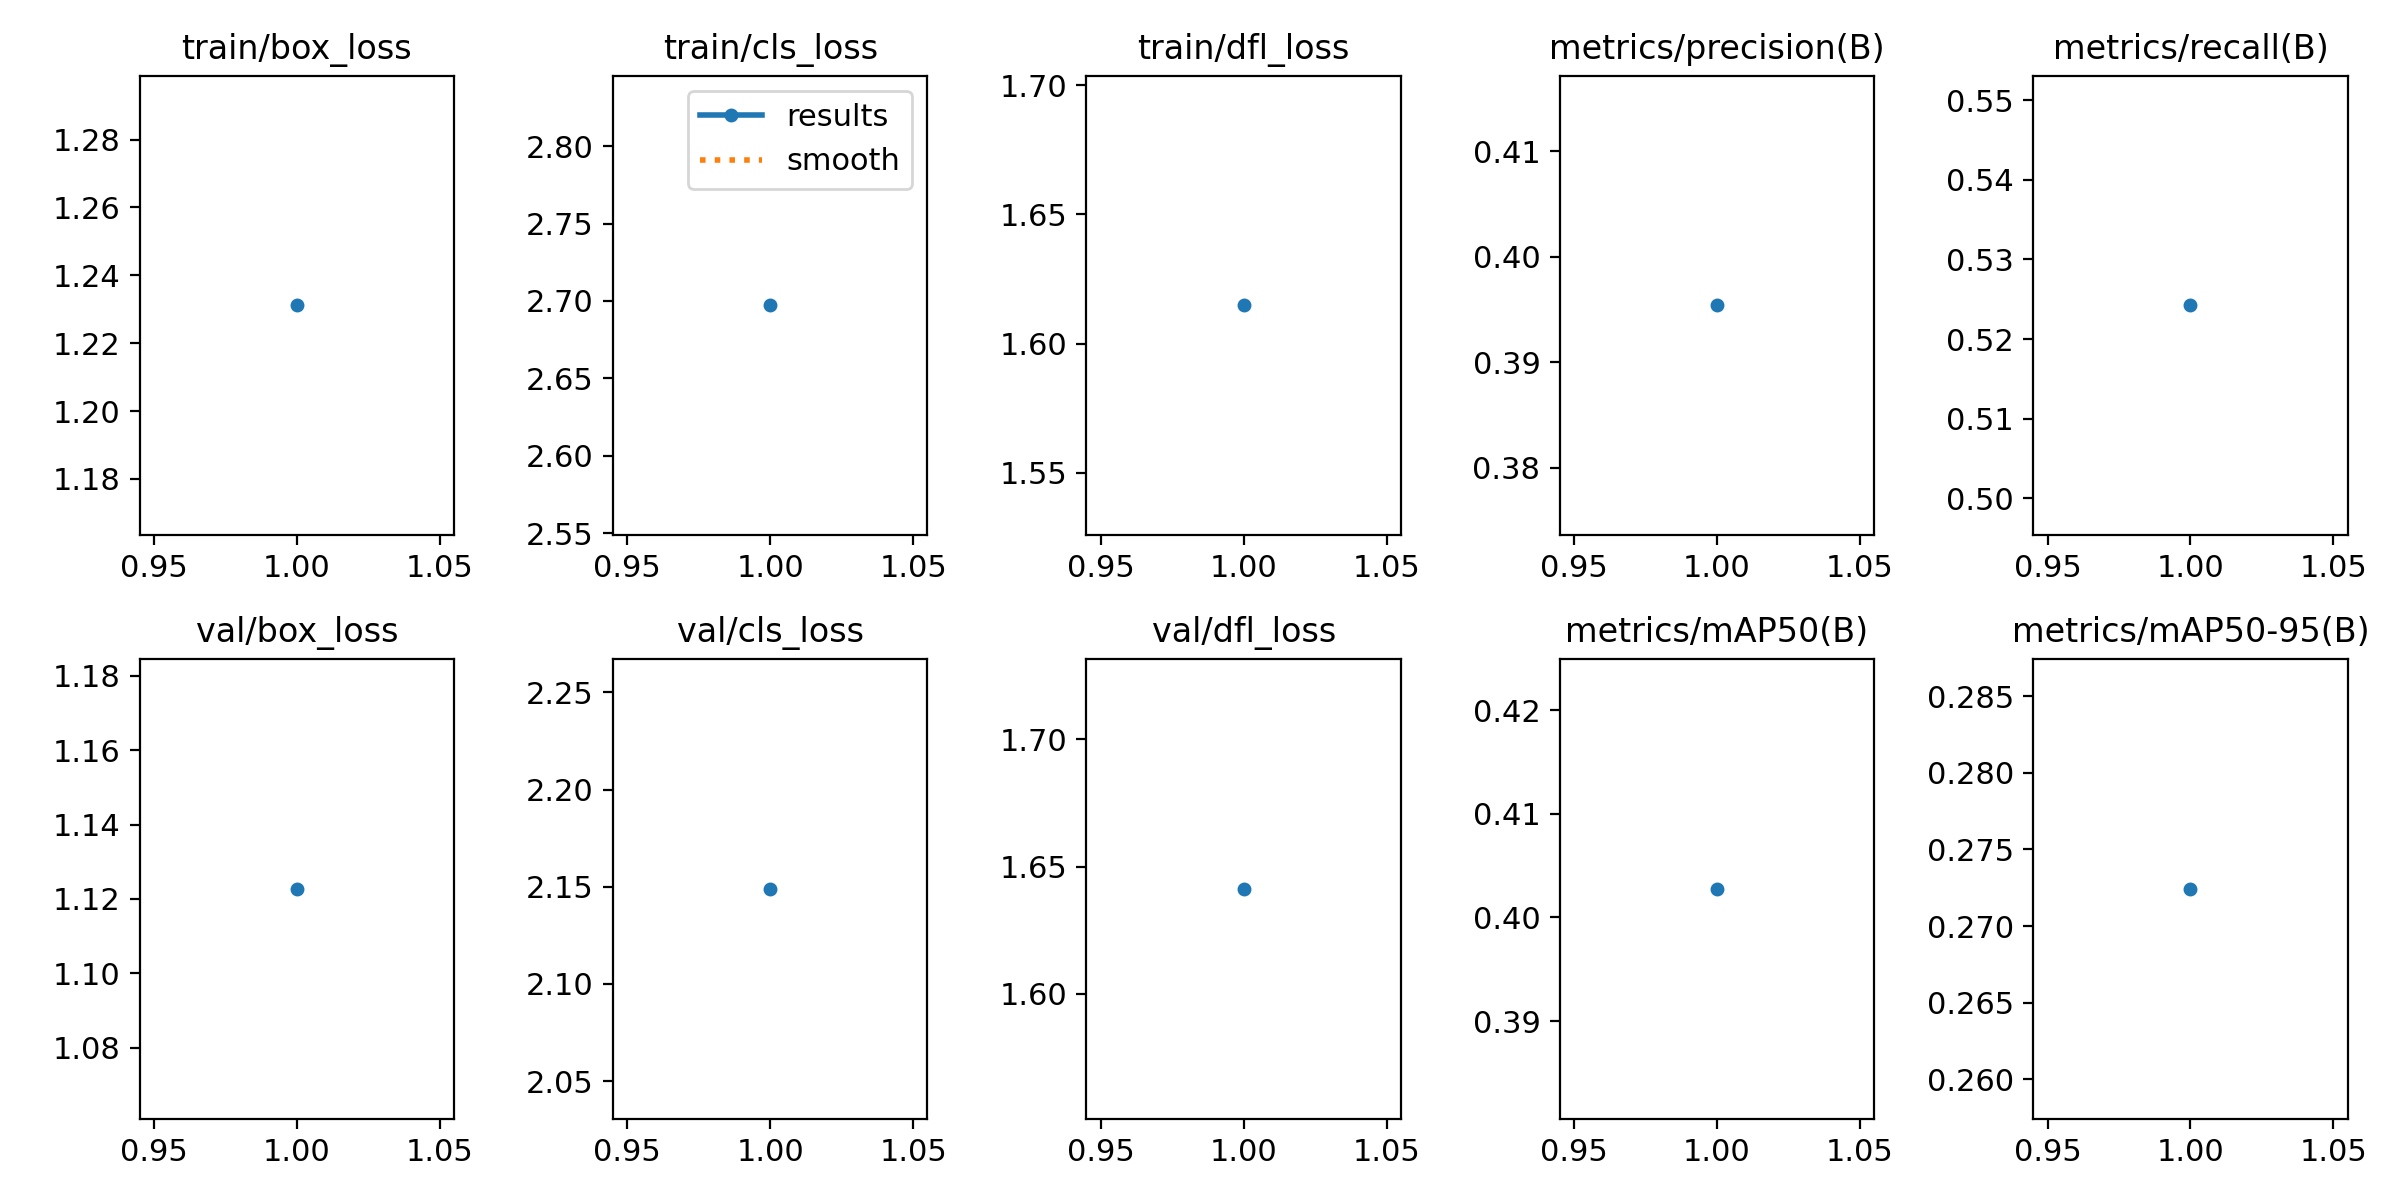 train/box_loss
1.28
1.26
1.24
1.22
1.20
1.18
0.95 1.00 1.05
train/cls_loss
results
smooth
2.80
2.75
2.70
2.65
2.60
2.55
0.95 1.00 1.05
train/dfl_loss
1.70
1.65
1.60
1.55
0.95 1.00 1.05
metrics/precision(B)
0.41
0.40
0.39
0.38
0.95 1.00 1.05
metrics/recall(B)
0.55
0.54
0.53
0.52
0.51
0.50
0.95 1.00 1.05
val/box_loss
1.18
1.16
1.14
1.12
1.10
1.08
0.95 1.00 1.05
val/cls_loss
2.25
2.20
2.15
2.10
2.05
0.95 1.00 1.05
val/dfl_loss
1.70
1.65
1.60
0.95 1.00 1.05
metrics/mAP50(B)
0.42
0.41
0.40
0.39
0.95 1.00 1.05
metrics/mAP50-95(B)
0.285
0.280
0.275
0.270
0.265
0.260
0.95 1.00 1.05